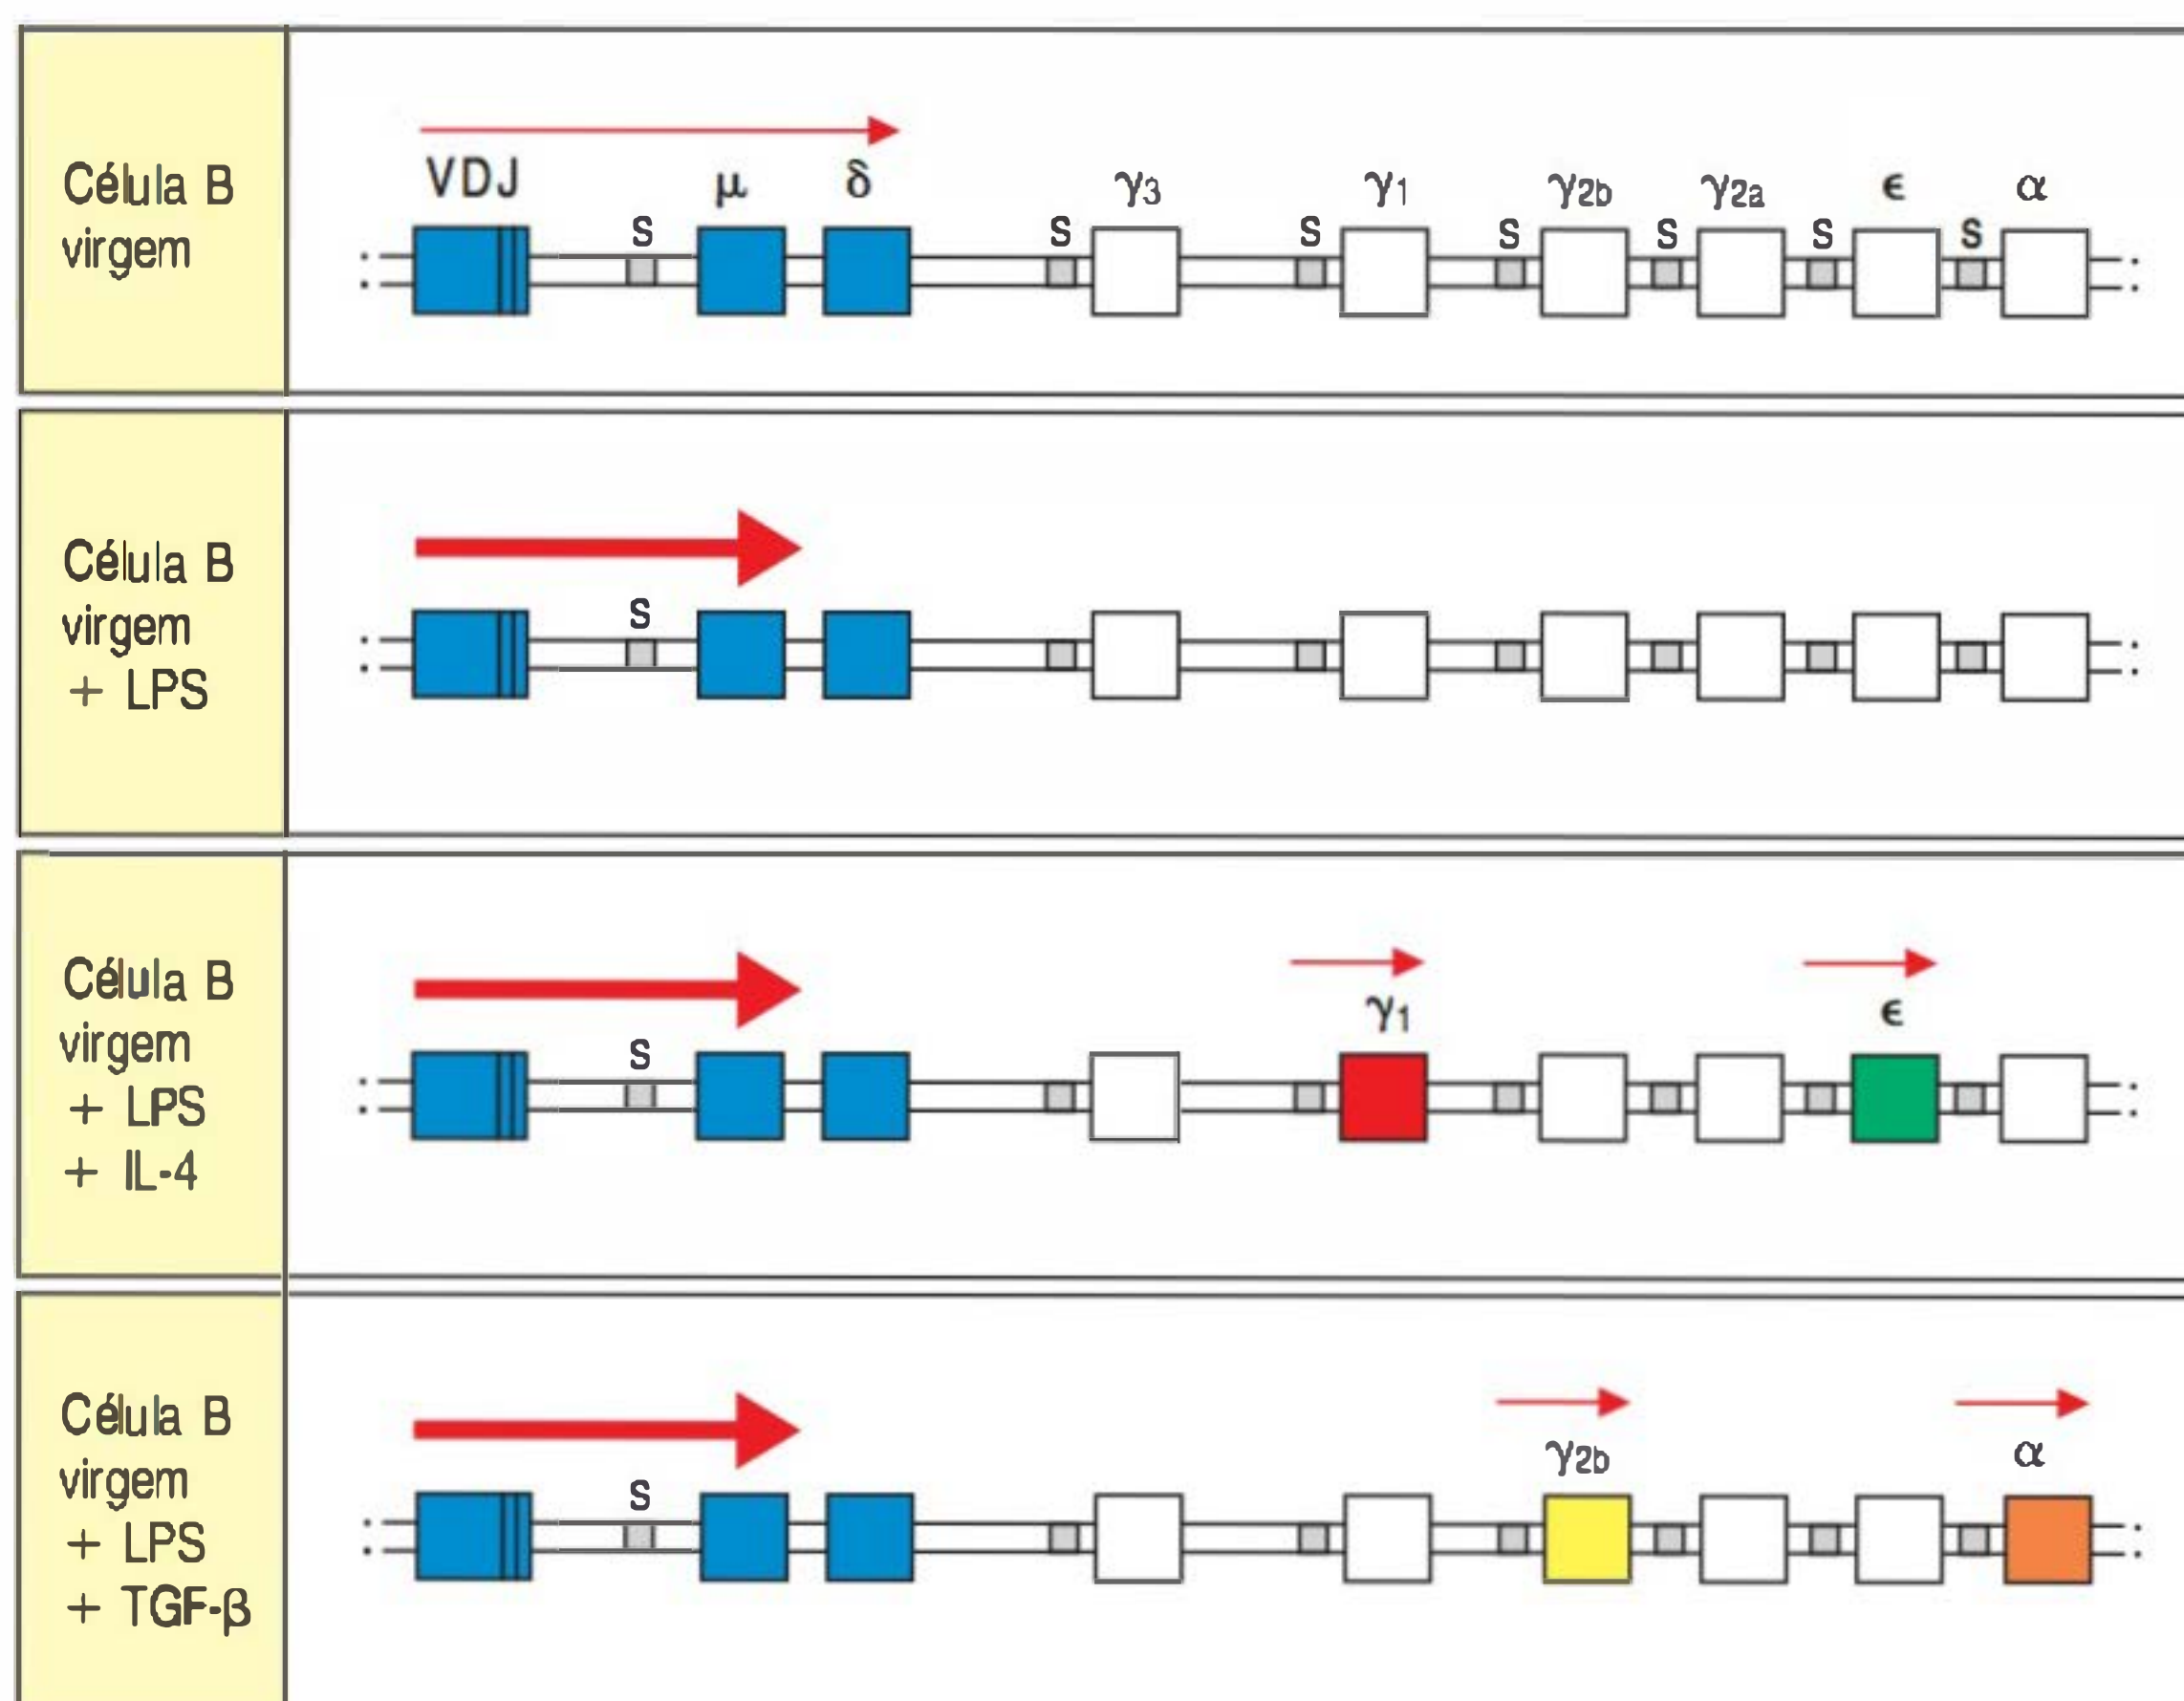 Célula B
virgem
VDJ μ δ γ3 γ1 γ2b γ2a ϵ α
S S S S S S S
Célula B
virgem
+ LPS
S
Célula B
virgem
+ LPS
+ IL-4
γ1 ϵ
S
Célula B
virgem
+ LPS
+ TGF-β
γ2b α
S